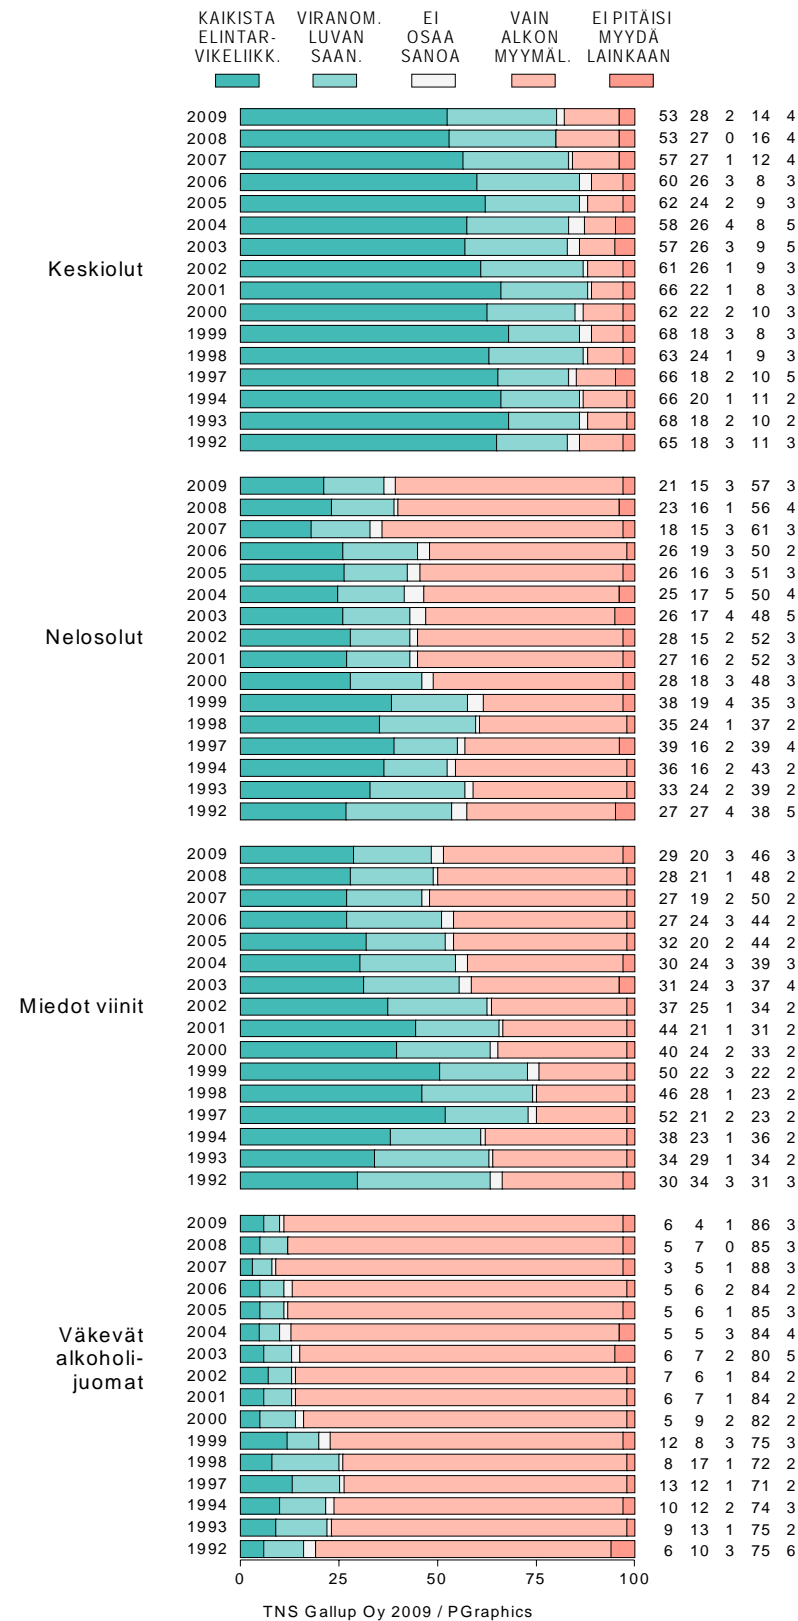 KAIKISTA VIRANOM. EI VAIN EI PITÄISI
ELINTAR- LUVAN OSAA ALKON MYYDÄ
VIKELIIKK. SAAN. SANOA MYYMÄL. LAINKAAN
2009 53 28 2 14 4
2008 53 27 0 16 4
2007 57 27 1 12 4
2006 60 26 3 8 3
2005 62 24 2 9 3
2004 58 26 4 8 5
2003 57 26 3 9 5
Keskiolut 2002 61 26 1 9 3
2001 66 22 1 8 3
2000 62 22 2 10 3
1999 68 18 3 8 3
1998 63 24 1 9 3
1997 66 18 2 10 5
1994 66 20 1 11 2
1993 68 18 2 10 2
1992 65 18 3 11 3
2009 21 15 3 57 3
2008 23 16 1 56 4
2007 18 15 3 61 3
2006 26 19 3 50 2
2005 26 16 3 51 3
2004 25 17 5 50 4
2003 26 17 4 48 5
Nelosolut 2002 28 15 2 52 3
2001 27 16 2 52 3
2000 28 18 3 48 3
1999 38 19 4 35 3
1998 35 24 1 37 2
1997 39 16 2 39 4
1994 36 16 2 43 2
1993 33 24 2 39 2
1992 27 27 4 38 5
2009 29 20 3 46 3
2008 28 21 1 48 2
2007 27 19 2 50 2
2006 27 24 3 44 2
2005 32 20 2 44 2
2004 30 24 3 39 3
2003 31 24 3 37 4
Miedot viinit 2002 37 25 1 34 2
2001 44 21 1 31 2
2000 40 24 2 33 2
1999 50 22 3 22 2
1998 46 28 1 23 2
1997 52 21 2 23 2
1994 38 23 1 36 2
1993 34 29 1 34 2
1992 30 34 3 31 3
2009 6 4 1 86 3
2008 5 7 0 85 3
2007 3 5 1 88 3
2006 5 6 2 84 2
2005 5 6 1 85 3
Väkevät 2004 5 5 3 84 4
alkoholi- 2003 6 7 2 80 5
juomat 2002 7 6 1 84 2
2001 6 7 1 84 2
2000 5 9 2 82 2
1999 12 8 3 75 3
1998 8 17 1 72 2
1997 13 12 1 71 2
1994 10 12 2 74 3
1993 9 13 1 75 2
1992 6 10 3 75 6
0 25 50 75 100
TNS Gallup Oy 2009 / PGraphics